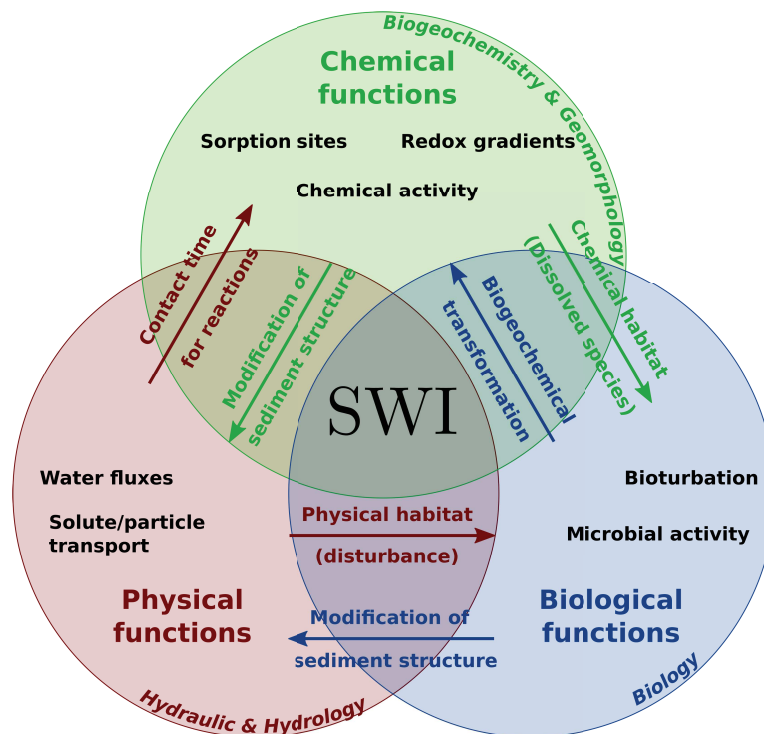 Biogeochemistry & Geomorphology
Chemical
functions
Sorption sites
Redox gradients
Chemical activity
Contact time
for reactions
Modification of
sediment structure
Biogeochemical
transformation
Chemical habitat
(Dissolved species)
SWI
Water fluxes
Solute/particle
transport
Physical habitat
(disturbance)
Bioturbation
Microbial activity
Physical
functions
Modification of
sediment structure
Biological
functions
Hydraulic & Hydrology
Biology